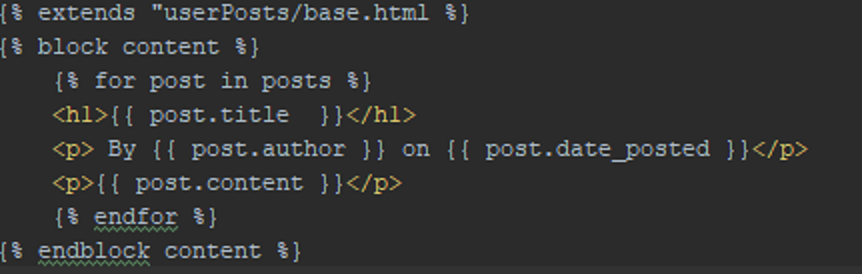 {% extends "userPosts/base.html %}
{% block content %}
{% for post in posts %}
<h1>{{ post.title  }}</h1>
<p> By {{ post.author }} on {{ post.date_posted }}</p>
<p>{{ post.content }}</p>
{% endfor %}
{% endblock content %}